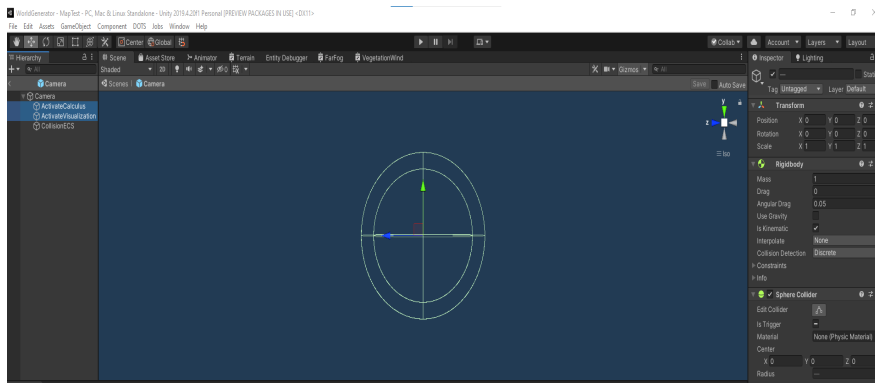 WorldGenerator - MapTest - PC, Mac & Linux Standalone - Unity 2019.4.20f1 Personal [PREVIEW PACKAGES IN USE] <DX11>
File Edit Assets GameObject Component DOTS Jobs Window Help
Center Global Collab Account Layers Layout
Hierarchy Scene Asset Store Animator Terrain Entity Debugger FarFog VegetationWind Inspector Lighting
All Shaded 2D 0 Gizmos All
Camera Scenes Camera Save Auto Save
Camera
ActivateCalculus
ActivateVisualization
CollisionECS
y
z
Iso
— Stati
Tag Untagged Layer Default
Transform
Position X 0 Y 0 Z 0
Rotation X 0 Y 0 Z 0
Scale X 1 Y 1 Z 1
Rigidbody
Mass 1
Drag 0
Angular Drag 0.05
Use Gravity
Is Kinematic
Interpolate None
Collision Detection Discrete
Constraints
Info
Sphere Collider
Edit Collider
Is Trigger
Material None (Physic Material)
Center
X 0 Y 0 Z 0
Radius —